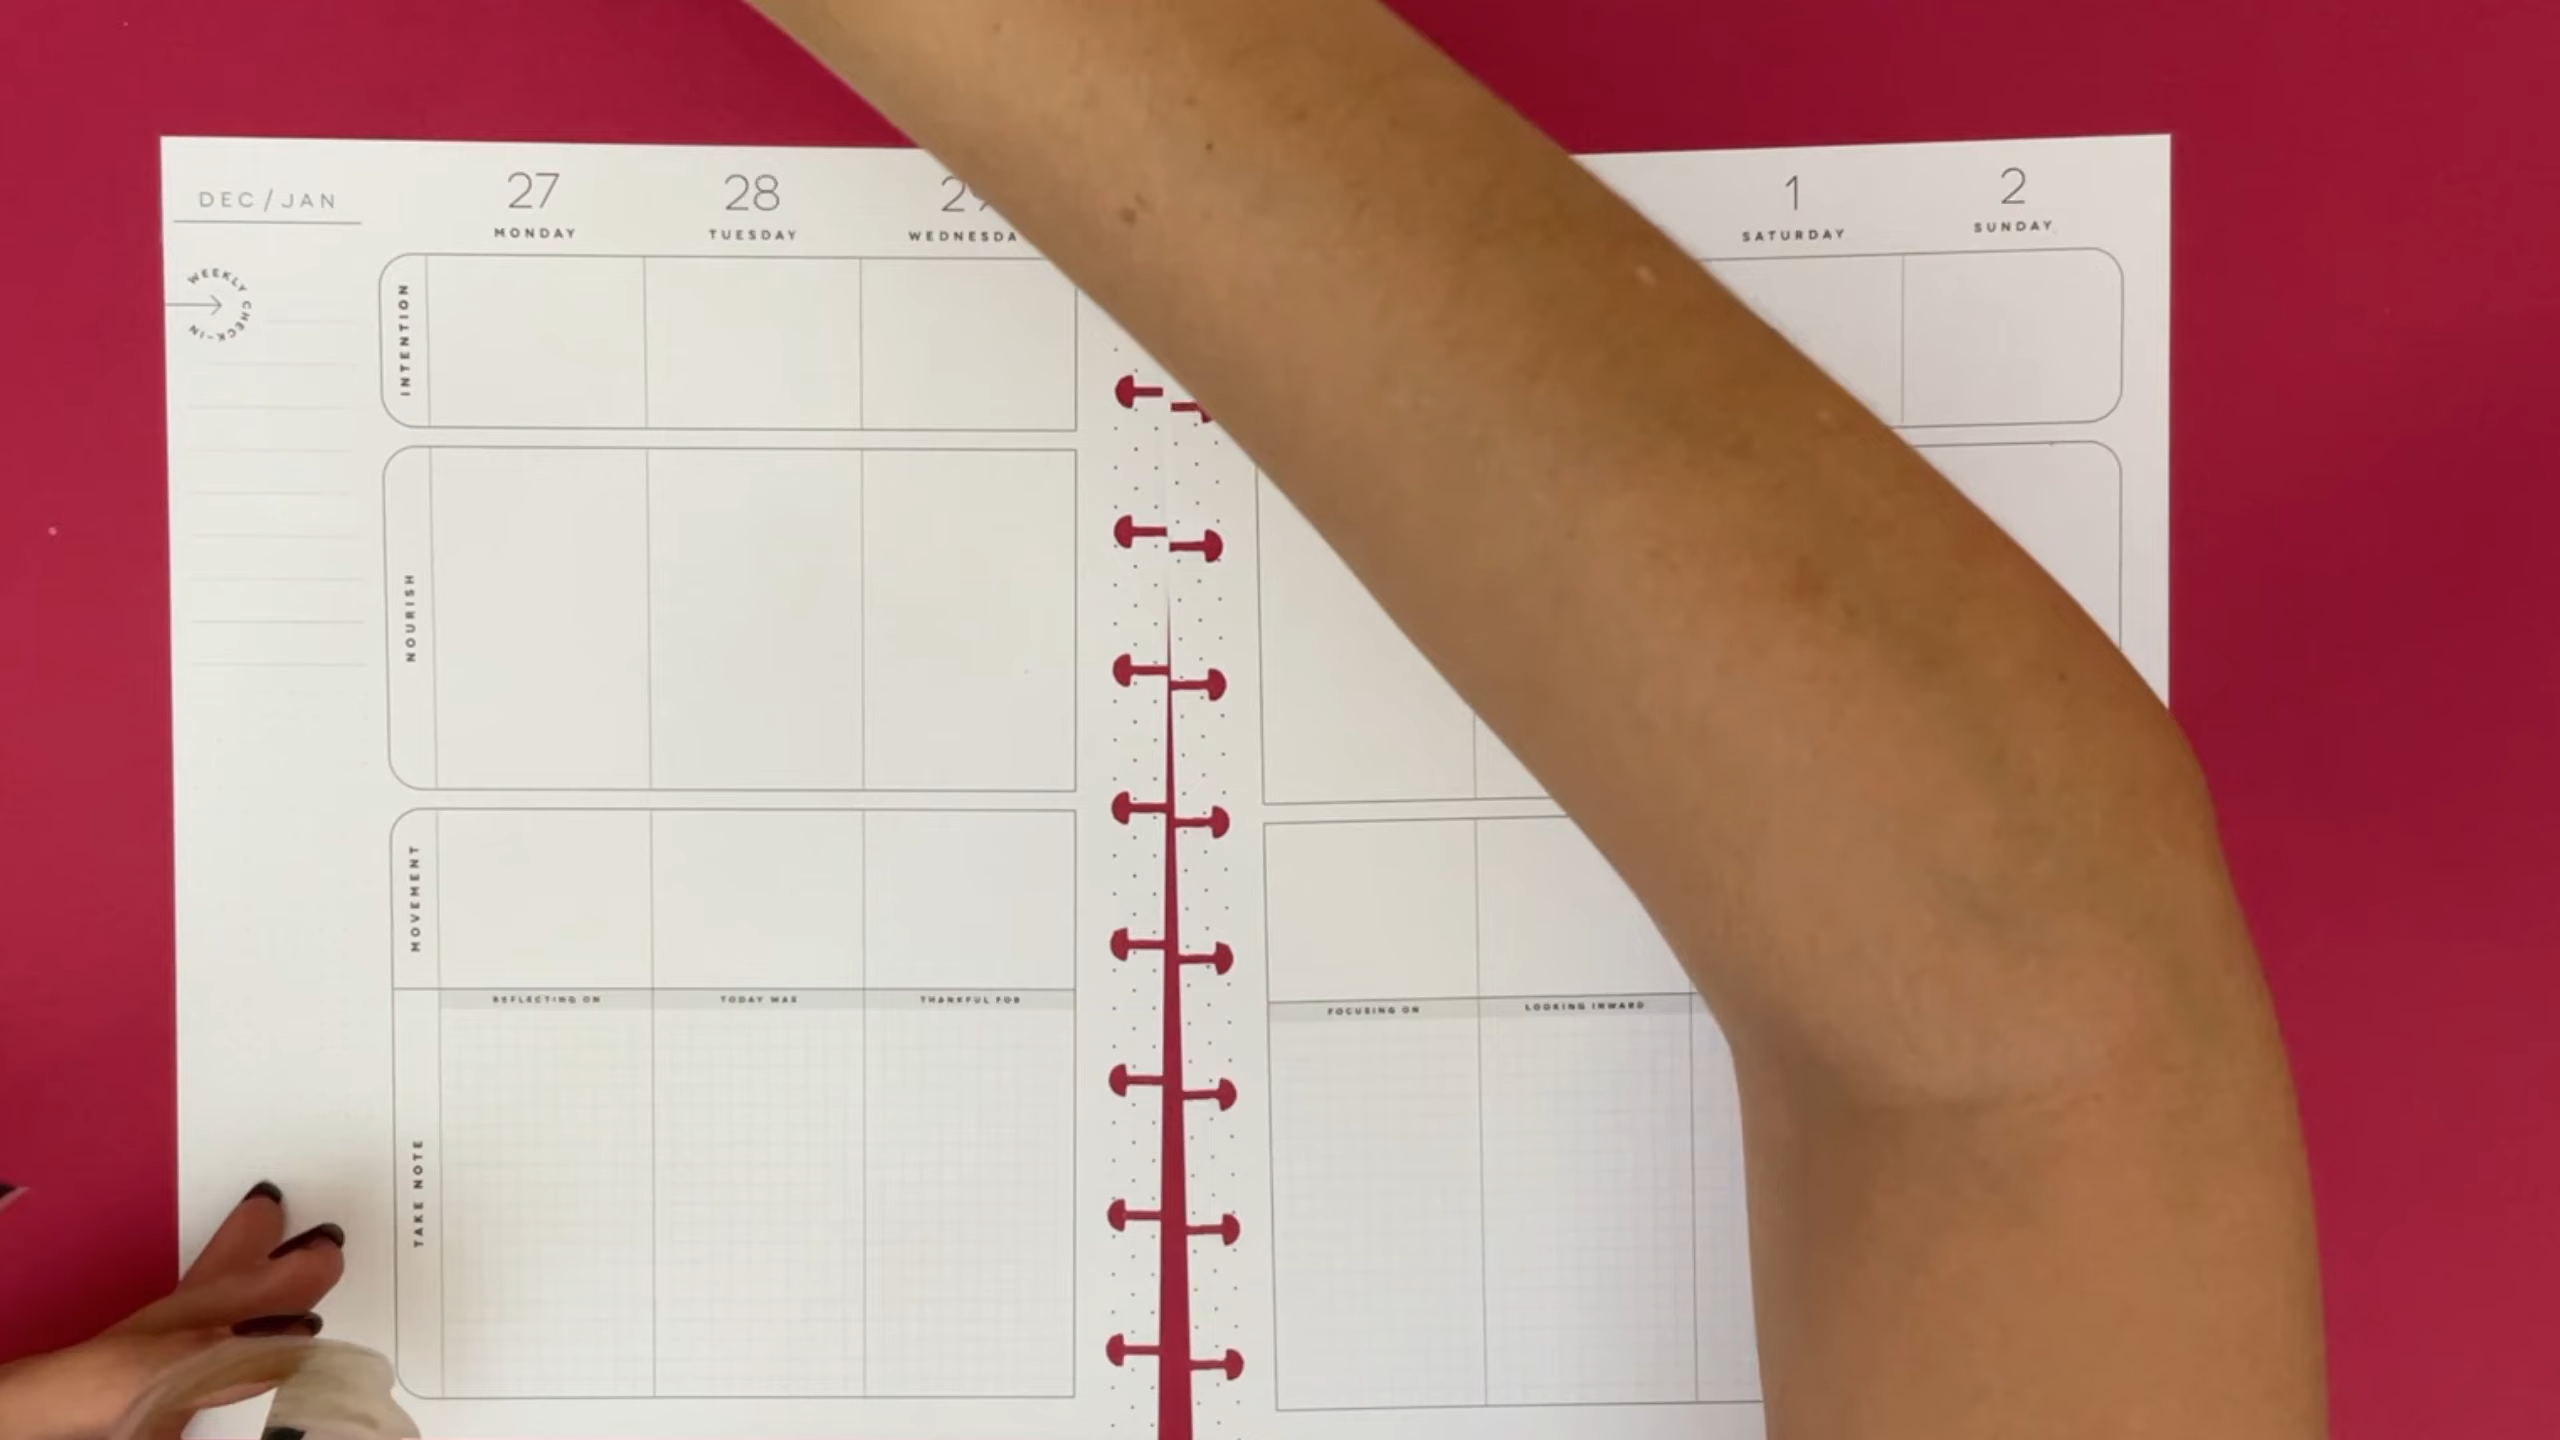 DEC/JAN
27
28
1
2
MONDAY
TUESDAY
SATURDAY
SUNDAY
WEEKLY CHECK-IN
INTENTION
NOURISH
MOVEMENT
REFLECTING ON
TODAY WAS
THANKFUL FOR
FOCUSING ON
LOOKING INWARD
TAKE NOTE